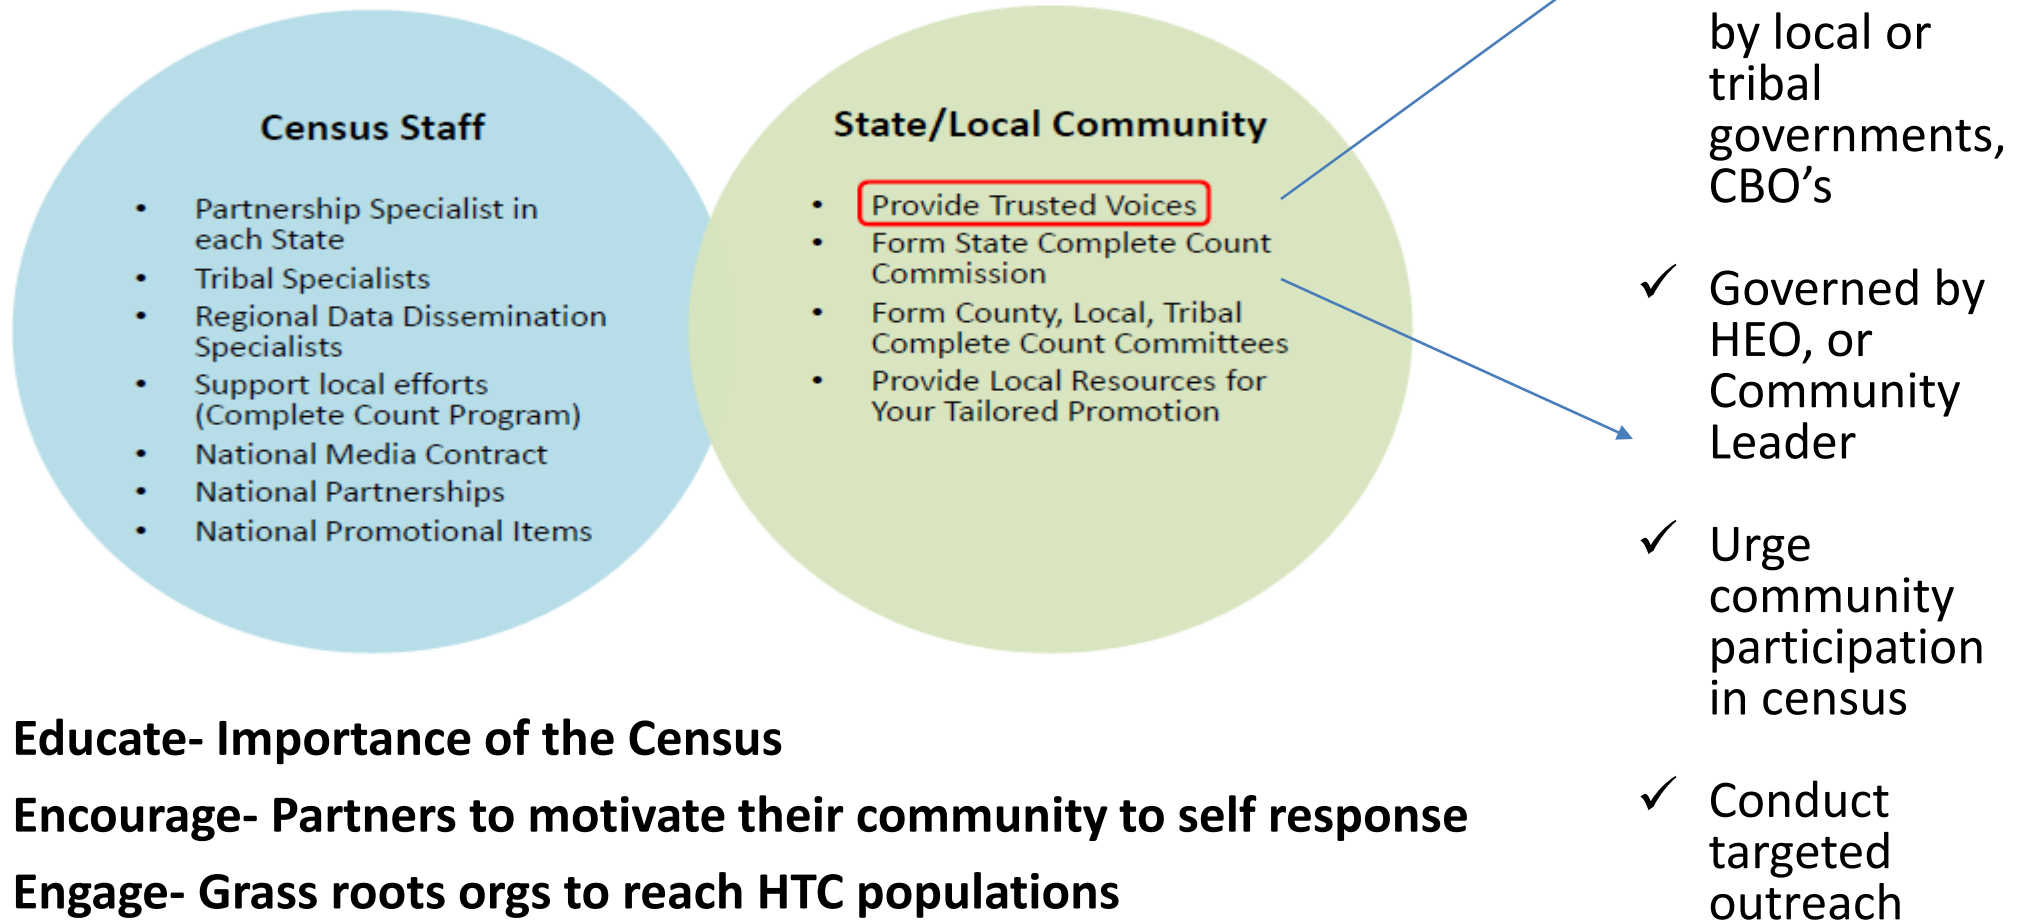 Census Staff
• Partnership Specialist in
each State
• Tribal Specialists
• Regional Data Dissemination
Specialists
• Support local efforts
(Complete Count Program)
• National Media Contract
• National Partnerships
• National Promotional Items
State/Local Community
• Provide Trusted Voices
• Form State Complete Count
Commission
• Form County, Local, Tribal
Complete Count Committees
• Provide Local Resources for
Your Tailored Promotion
by local or
tribal
governments,
CBO’s
✓ Governed by
HEO, or
Community
Leader
✓ Urge
community
participation
in census
✓ Conduct
targeted
outreach
Educate- Importance of the Census
Encourage- Partners to motivate their community to self response
Engage- Grass roots orgs to reach HTC populations